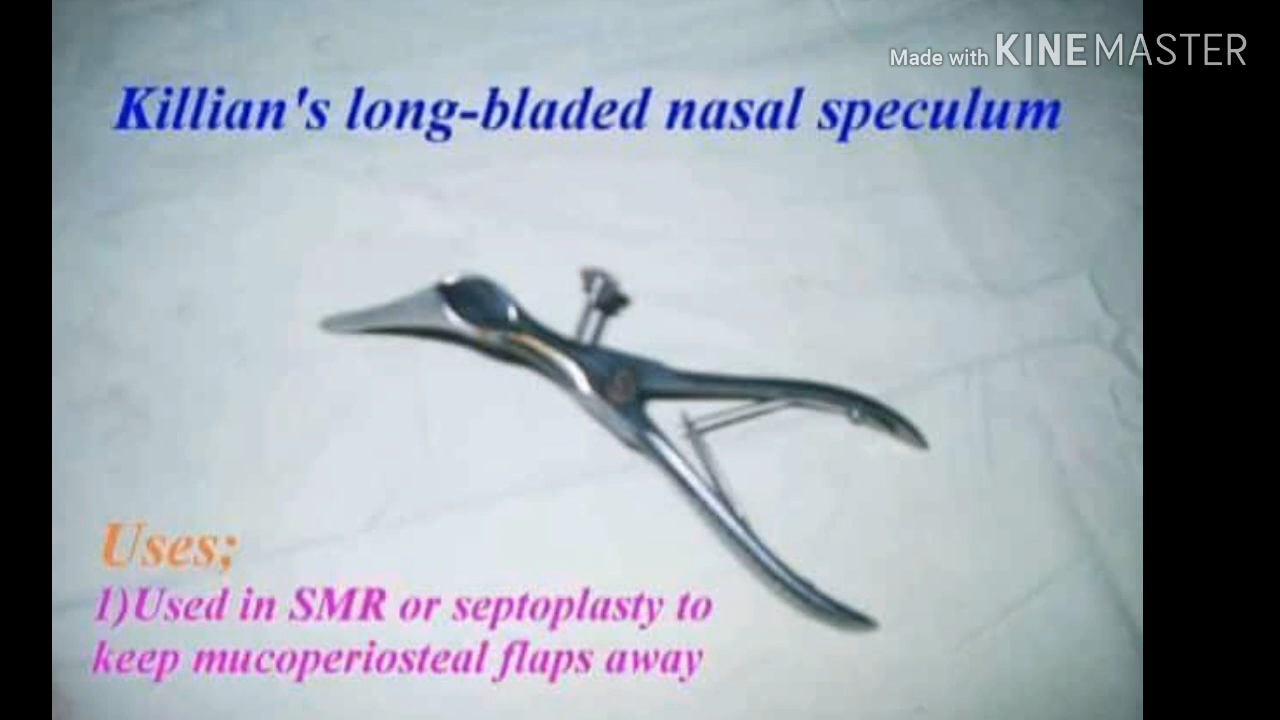 Made with KINEMASTER
Killian's long-bladed nasal speculum
Uses;
1)Used in SMR or septoplasty to
keep mucoperiosteal flaps away